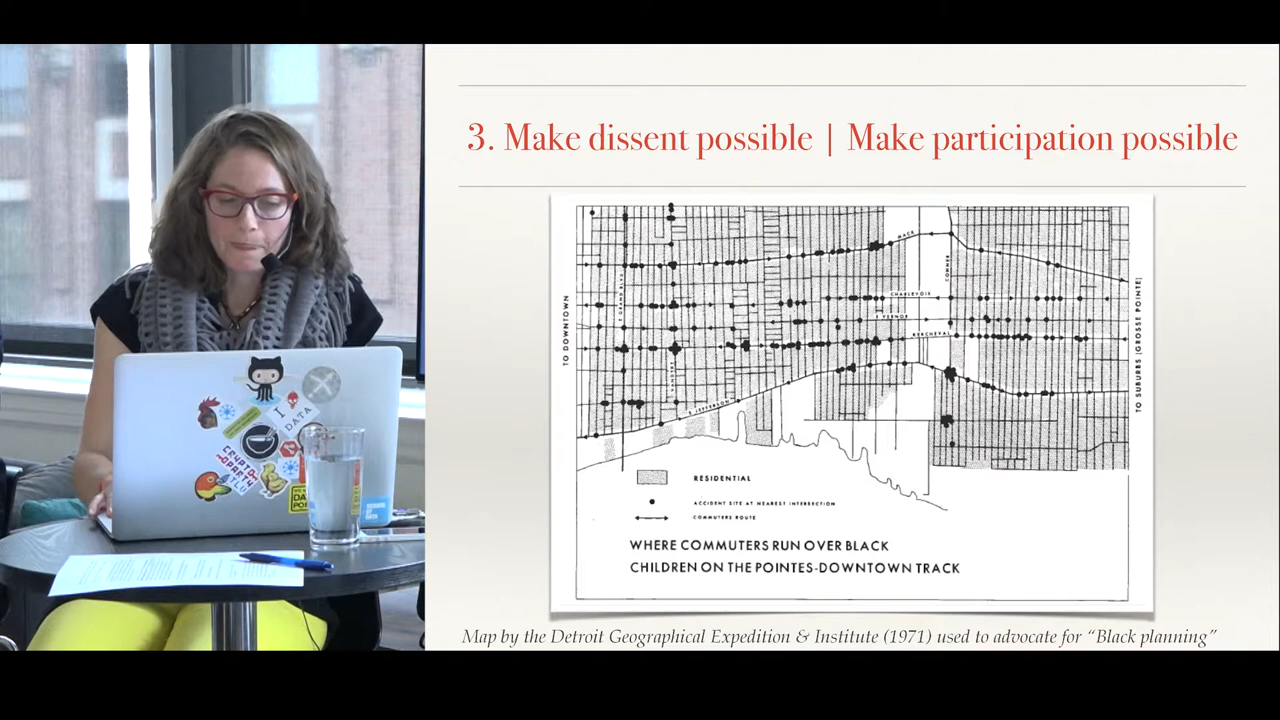 3. Make dissent possible | Make participation possible
MACK
CONNER
CHARLEVOIX
E VERNOR
KERCHEVAL
E JEFFERSON
TO DOWNTOWN
TO SUBURBS (GROSSE POINTE)
RESIDENTIAL
ACCIDENT SITE AT NEAREST INTERSECTION
COMMUTERS ROUTE
WHERE COMMUTERS RUN OVER BLACK
CHILDREN ON THE POINTES-DOWNTOWN TRACK
Map by the Detroit Geographical Expedition & Institute (1971) used to advocate for “Black planning”
I
DATA